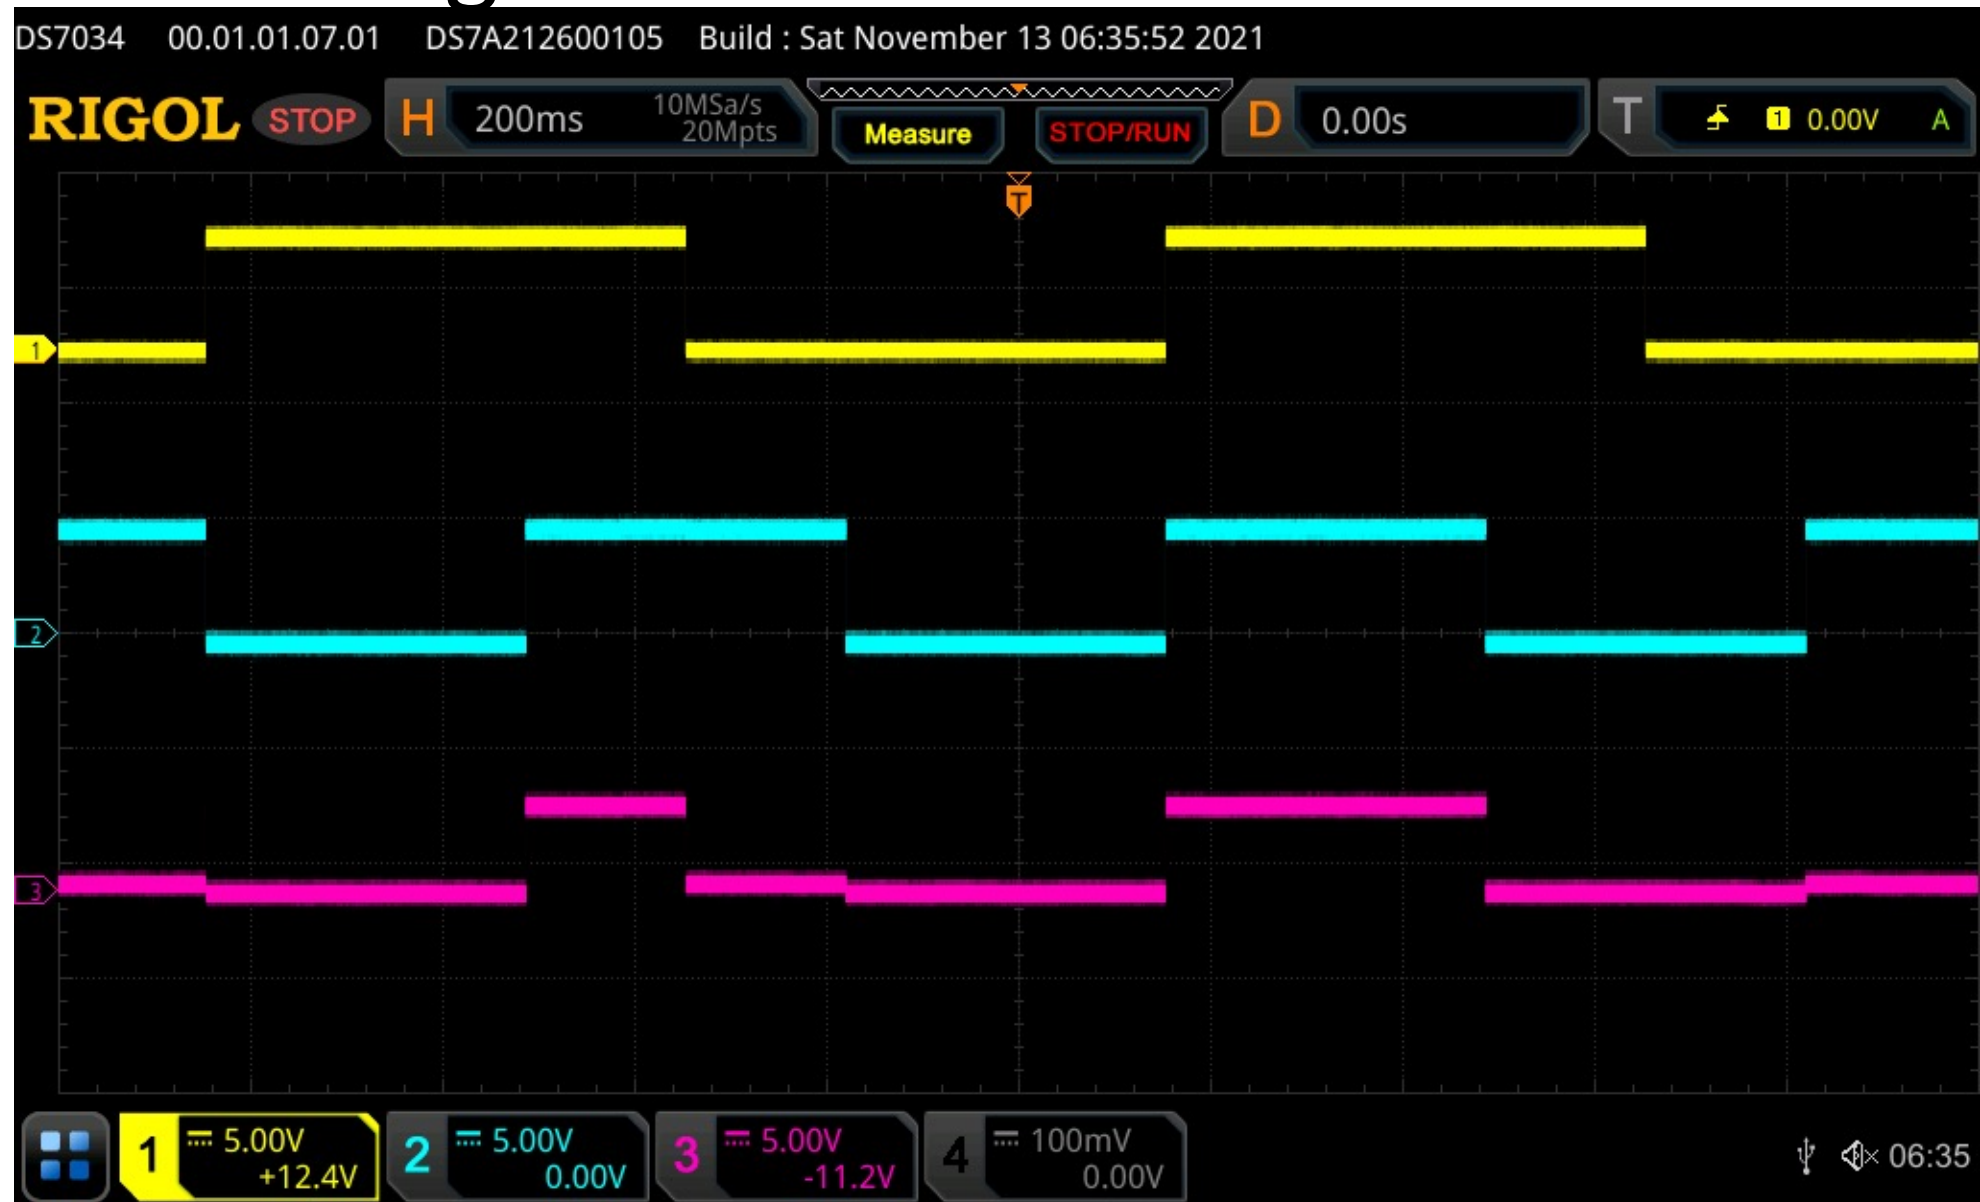 DS7034 00.01.01.07.01 DS7A212600105 Build : Sat November 13 06:35:52 2021
RIGOL STOP H 200ms 10MSa/s 20Mpts Measure STOP/RUN D 0.00s T 1 0.00V A
T
1
2
3
1 5.00V +12.4V 2 5.00V 0.00V 3 5.00V -11.2V 4 100mV 0.00V 06:35